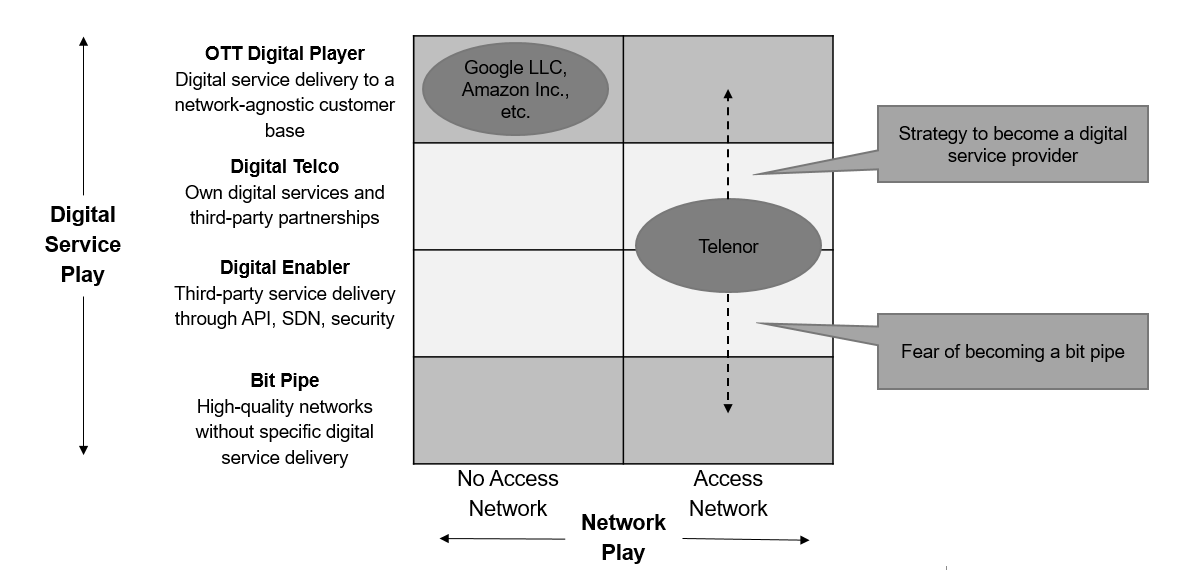 OTT Digital Player
Digital service delivery to a
network-agnostic customer
base
Digital Telco
Own digital services and
third-party partnerships
Digital Enabler
Third-party service delivery
through API, SDN, security
Bit Pipe
High-quality networks
without specific digital
service delivery
Digital
Service
Play
Google LLC,
Amazon Inc.,
etc.
Telenor
Strategy to become a digital
service provider
Fear of becoming a bit pipe
No Access
Network
Access
Network
Network
Play